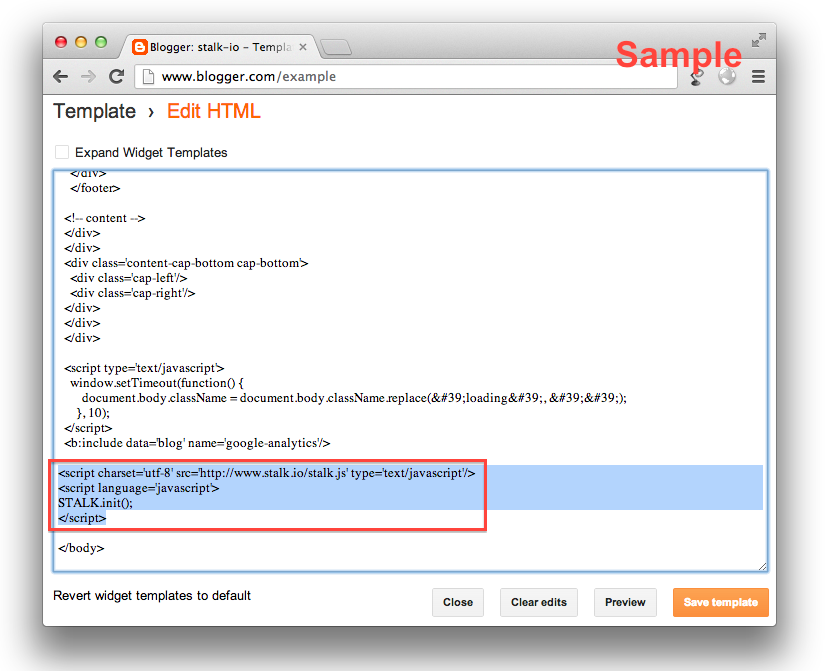 Blogger: stalk-io – Templa
Sample
www.blogger.com/example
Template › Edit HTML
Expand Widget Templates
</div>
</footer>
<!-- content -->
</div>
</div>
<div class='content-cap-bottom cap-bottom'>
<div class='cap-left'/>
<div class='cap-right'/>
</div>
</div>
</div>
<script type='text/javascript'>
window.setTimeout(function() {
document.body.className = document.body.className.replace(&#39;loading&#39;, &#39;&#39;);
}, 10);
</script>
<b:include data='blog' name='google-analytics'/>
<script charset='utf-8' src='http://www.stalk.io/stalk.js' type='text/javascript'/>
<script language='javascript'>
STALK.init();
</script>
</body>
Revert widget templates to default
Close
Clear edits
Preview
Save template